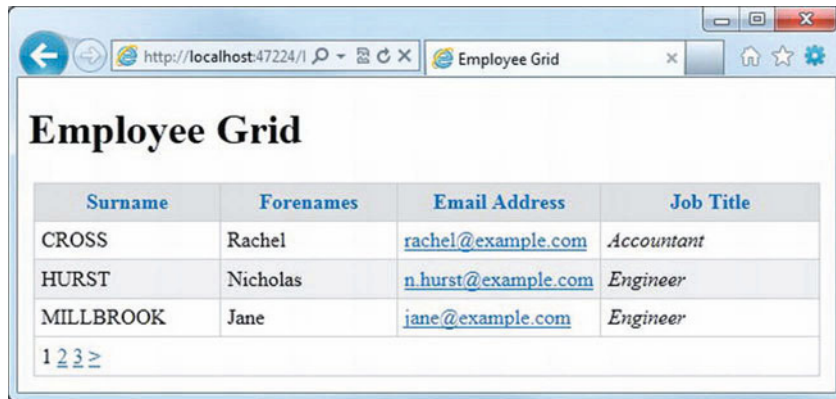 http://localhost:47224/l
Employee Grid
Employee Grid
Surname Forenames Email Address Job Title
CROSS Rachel rachel@example.com Accountant
HURST Nicholas n.hurst@example.com Engineer
MILLBROOK Jane jane@example.com Engineer
1 2 3 >